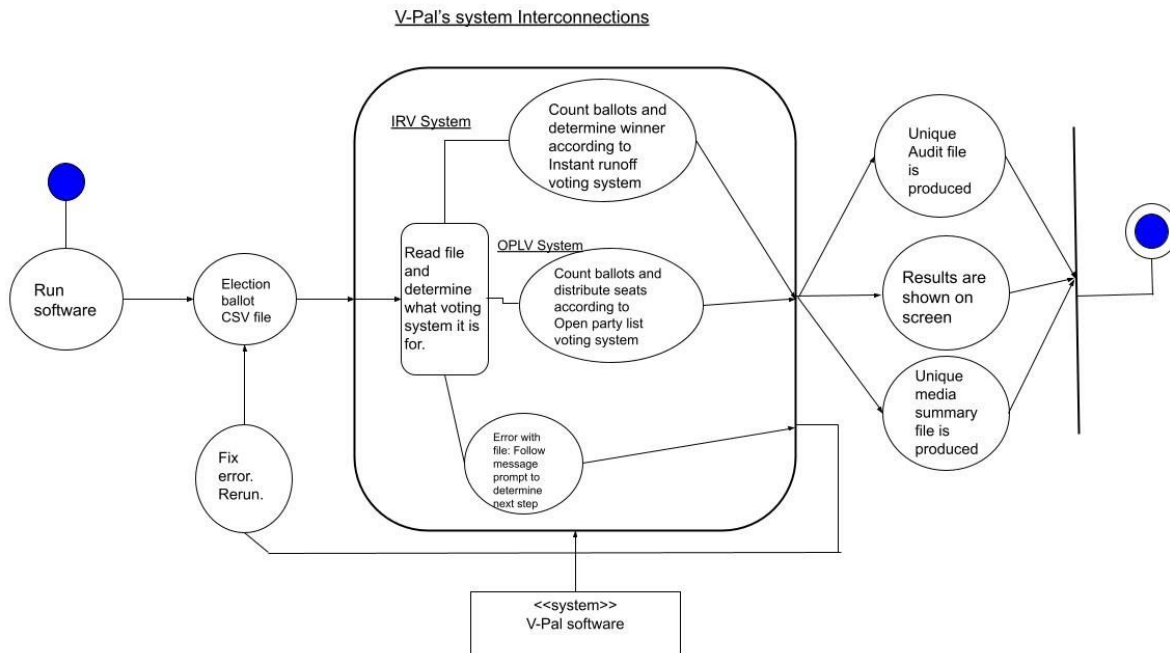 V-Pal's system Interconnections
Run
software
Election
ballot
CSV file
Fix
error.
Rerun.
IRV System
Count ballots and
determine winner
according to
Instant runoff
voting system
Read file
and
determine
what voting
system it is
for.
OPLV System
Count ballots and
distribute seats
according to
Open party list
voting system
Error with
file: Follow
message
prompt to
determine
next step
Unique
Audit file
is
produced
Results are
shown on
screen
Unique
media
summary
file is
produced
<<system>>
V-Pal software